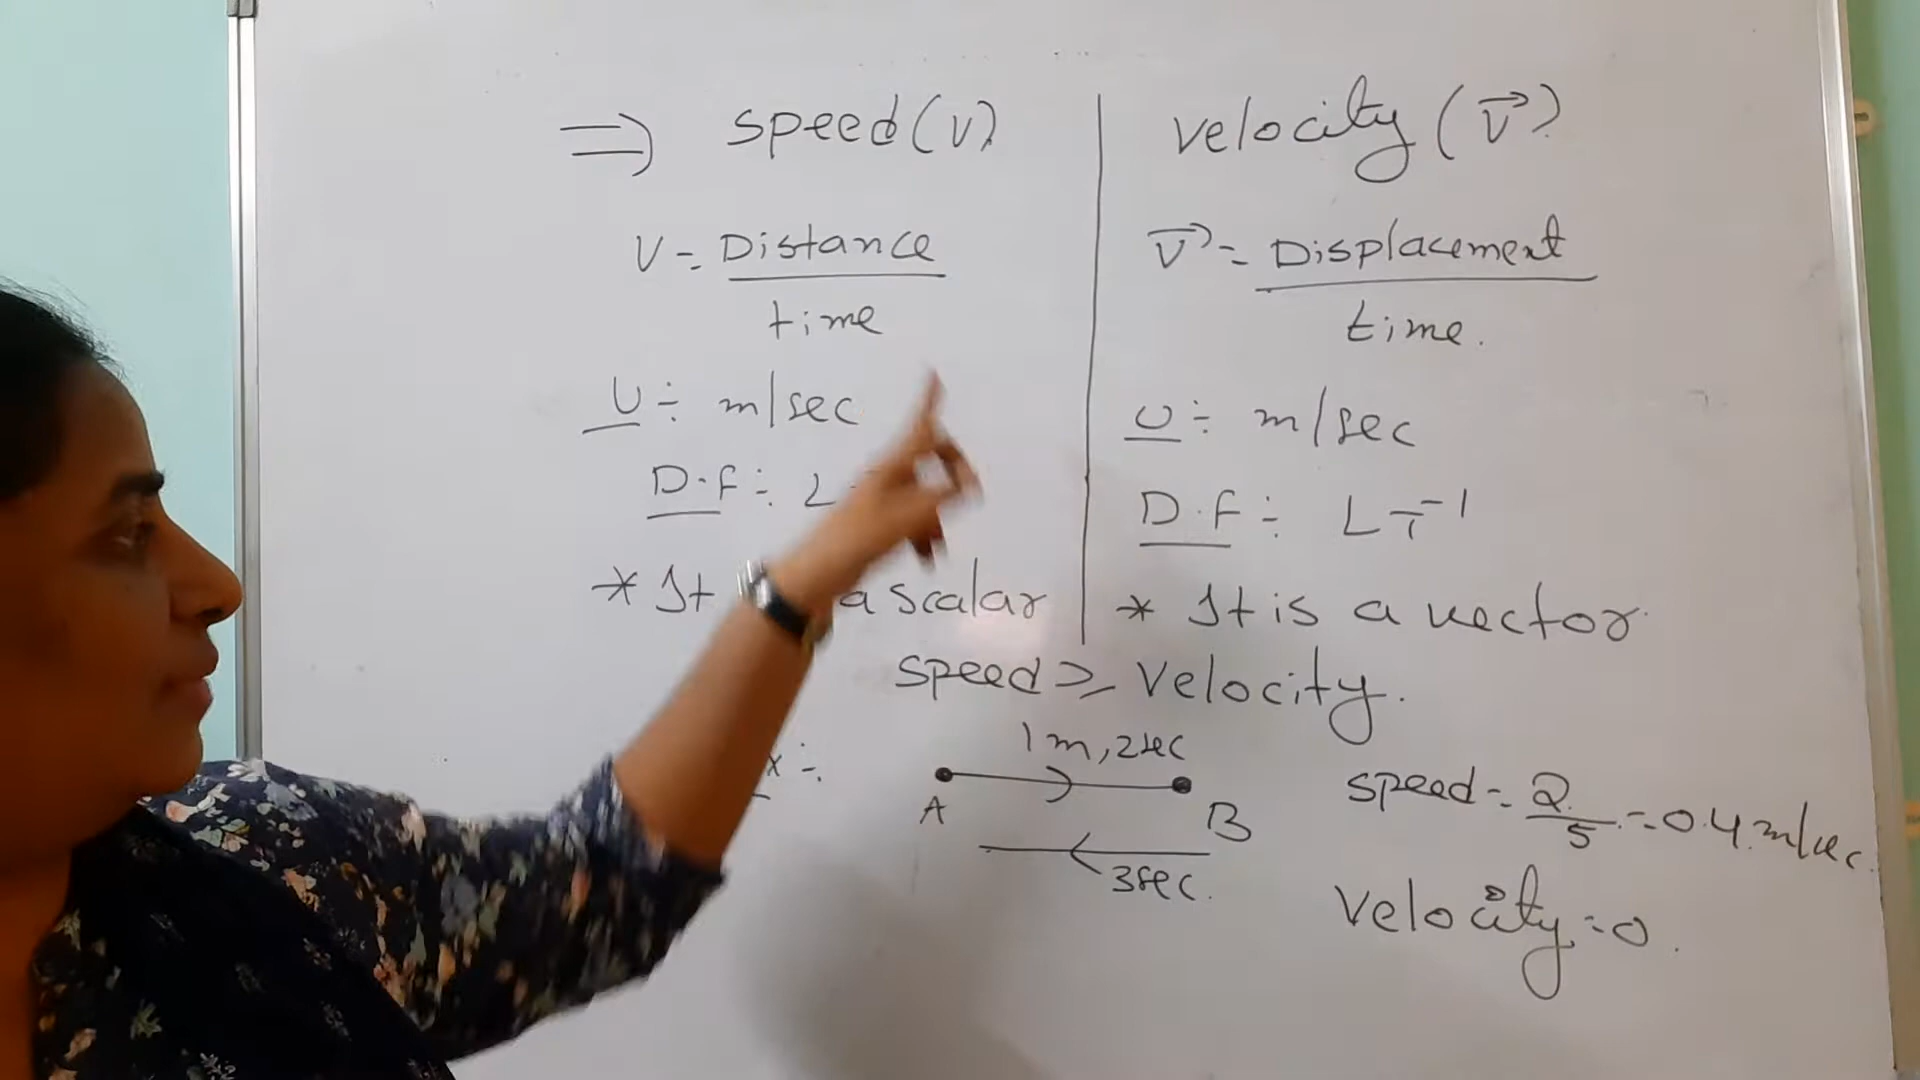 ⇒ speed (v)
v = Distance
time
U ÷ m/sec
D.F ÷ L
* It a scalar
velocity (v⃗)
v⃗ = Displacement
time.
U ÷ m/sec
D.F ÷ LT⁻¹
* It is a vector.
speed ≥ velocity.
x ÷
1m, 2sec
A
B
3sec.
speed = 2/5 = 0.4 m/sec.
velocity = 0.